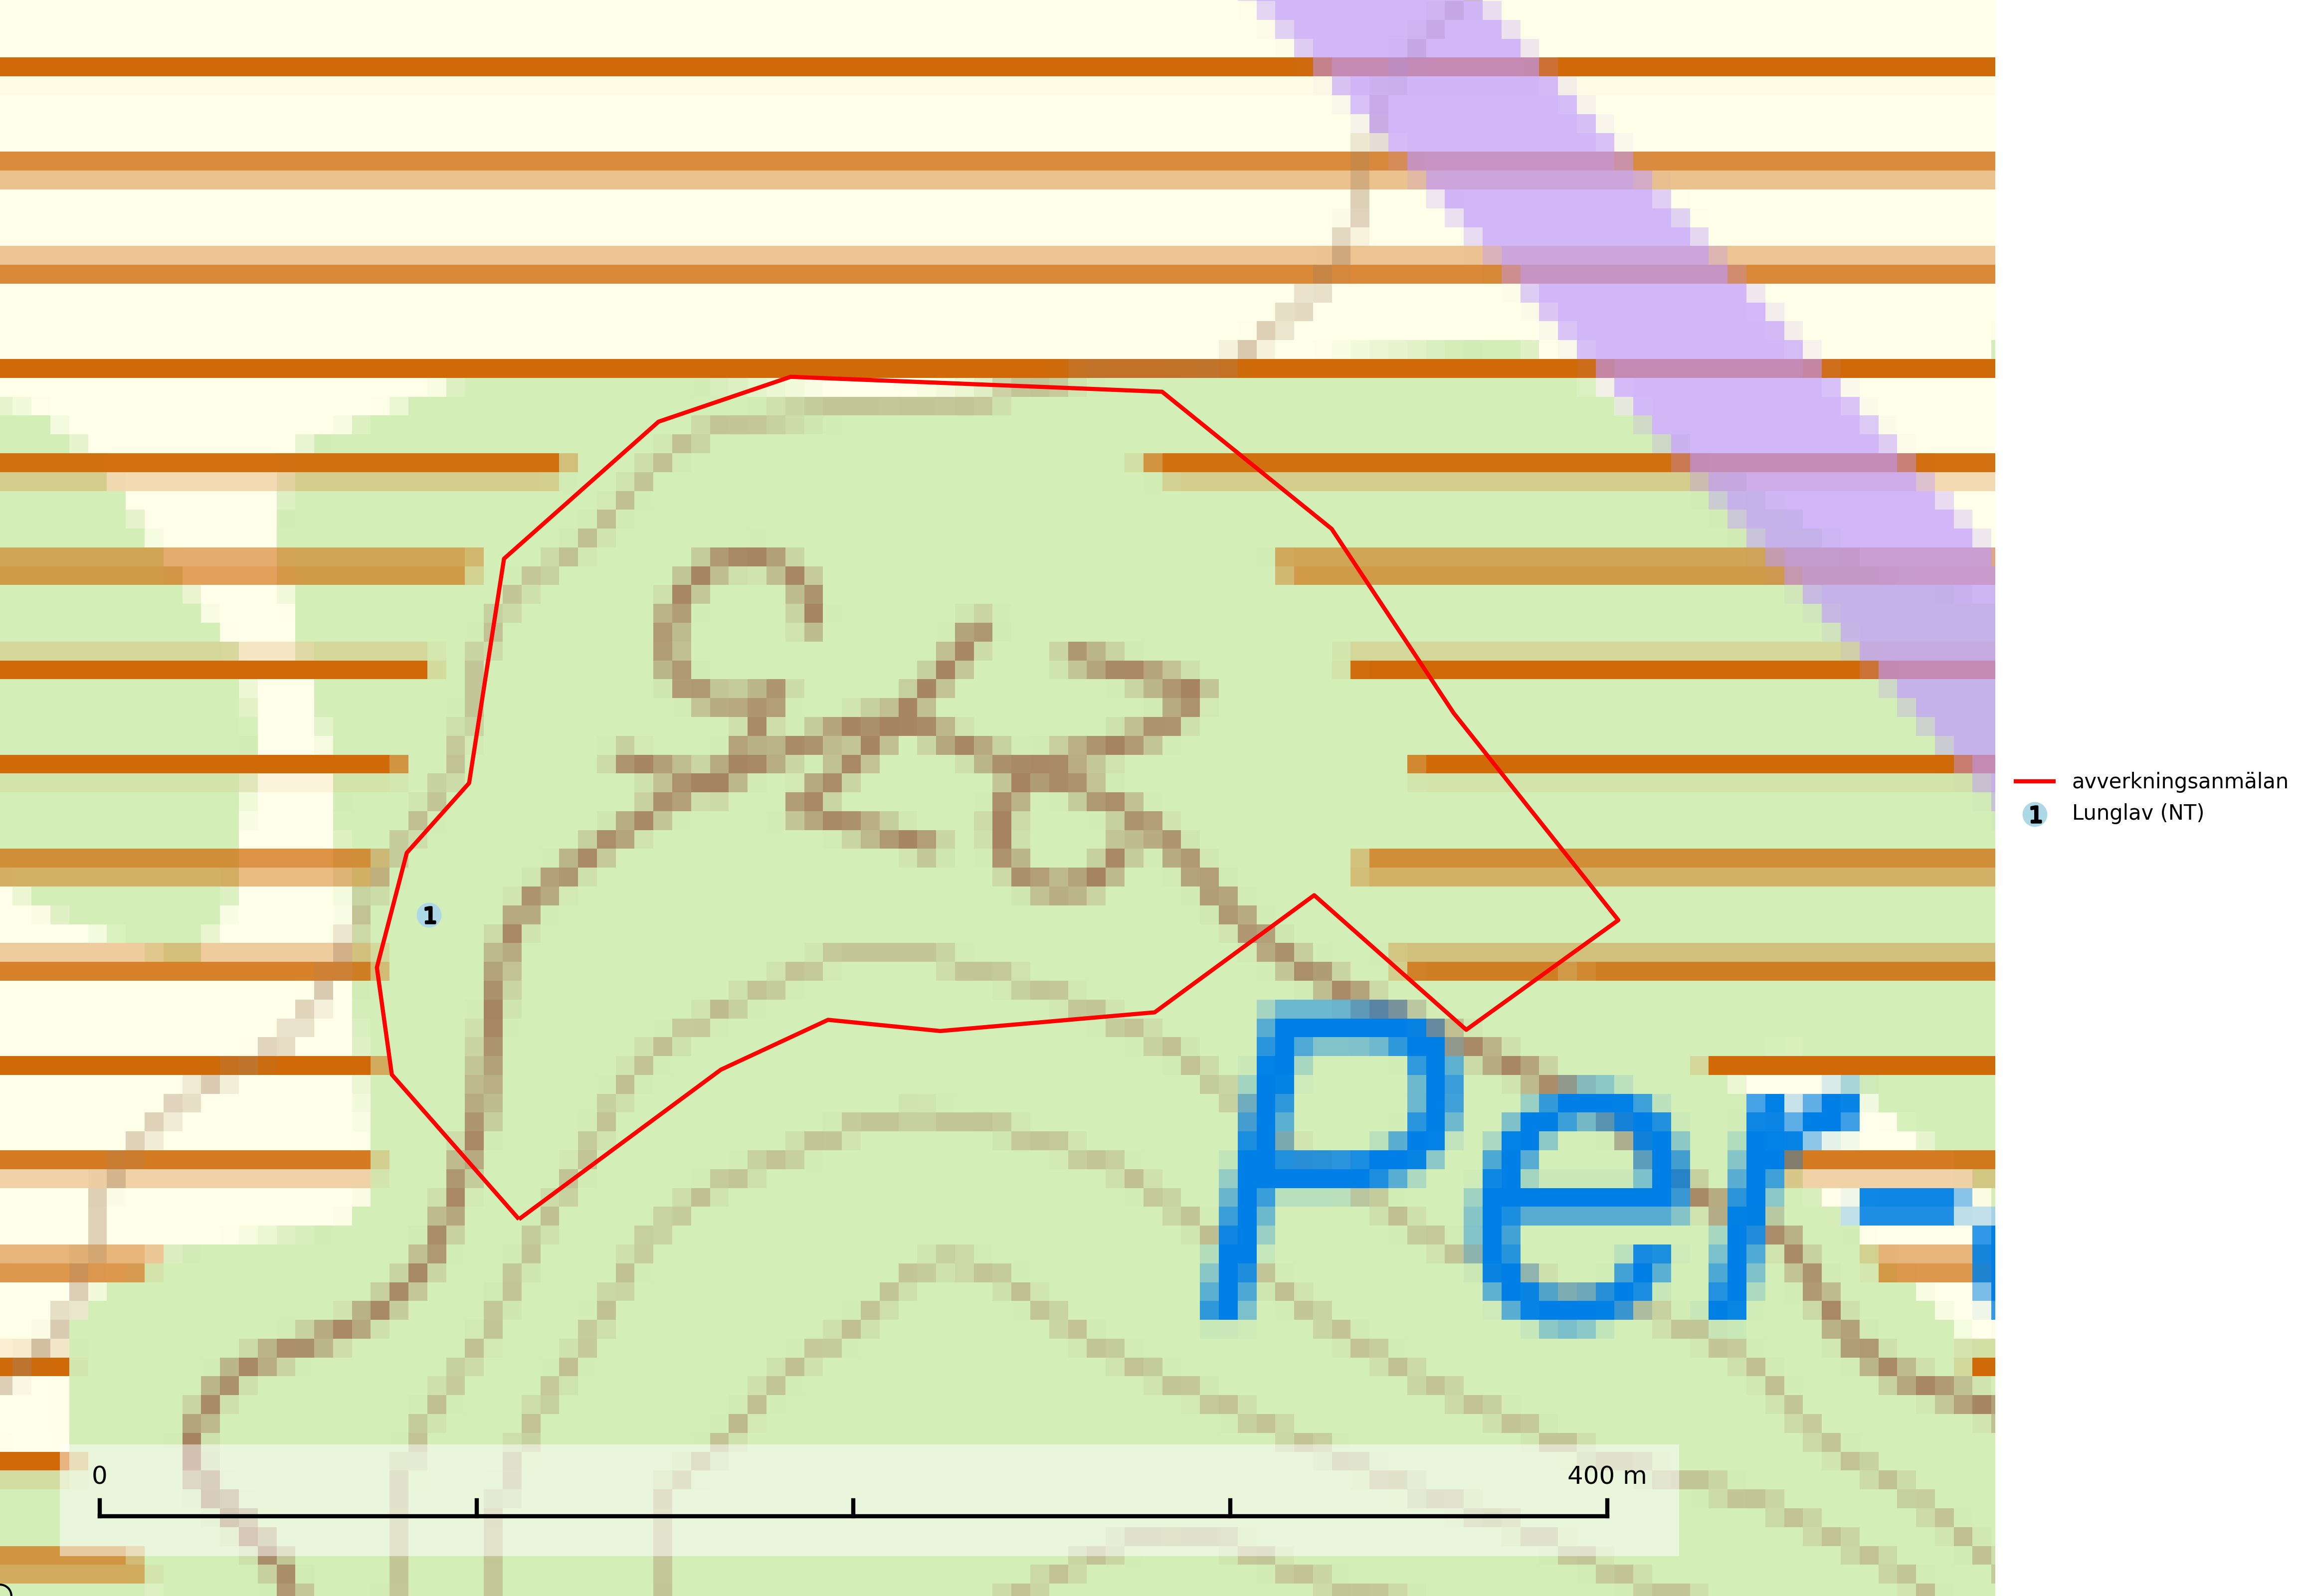 Per
avverkningsanmälan
1 Lunglav (NT)
1
0 400 m